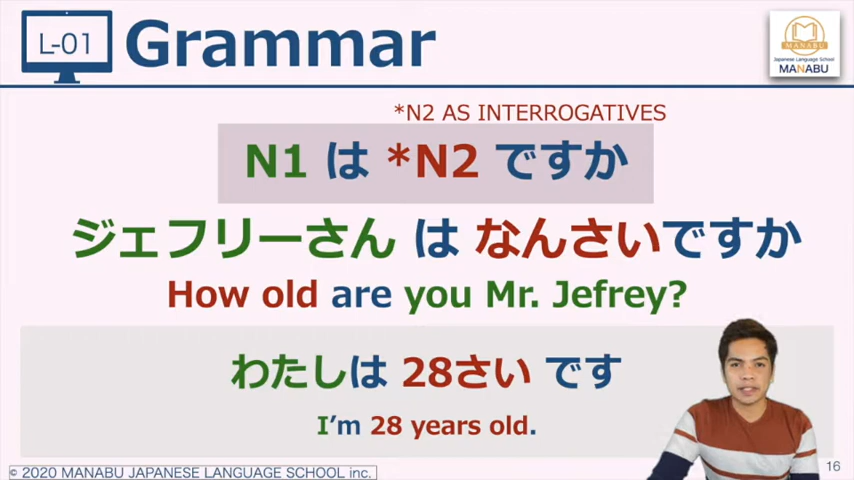 L-01
Grammar
MANABU
Japanese Language School
MANABU
*N2 AS INTERROGATIVES
N1 は *N2 ですか
ジェフリーさん は なんさいですか
How old are you Mr. Jefrey?
わたしは 28さい です
I'm 28 years old.
© 2020 MANABU JAPANESE LANGUAGE SCHOOL inc.
16